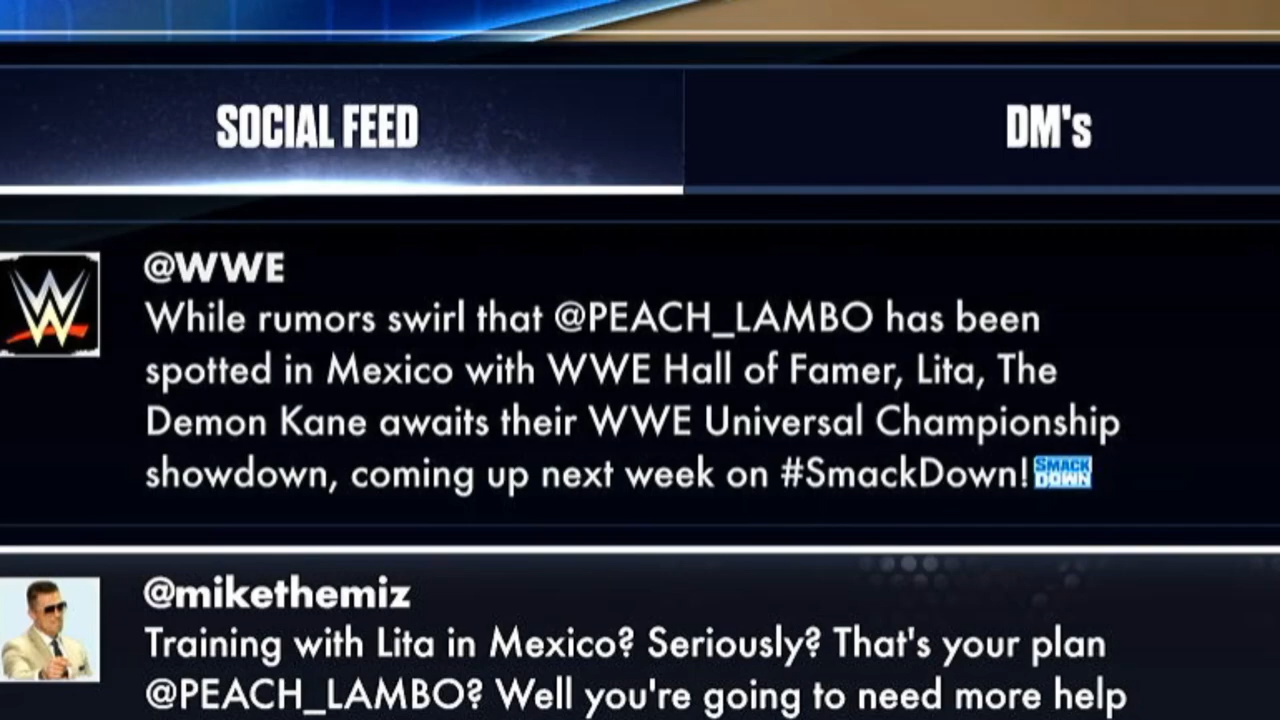 SOCIAL FEED
DM's
@WWE
While rumors swirl that @PEACH_LAMBO has been
spotted in Mexico with WWE Hall of Famer, Lita, The
Demon Kane awaits their WWE Universal Championship
showdown, coming up next week on #SmackDown! SMACK DOWN
@mikethemiz
Training with Lita in Mexico? Seriously? That's your plan
@PEACH_LAMBO? Well you're going to need more help